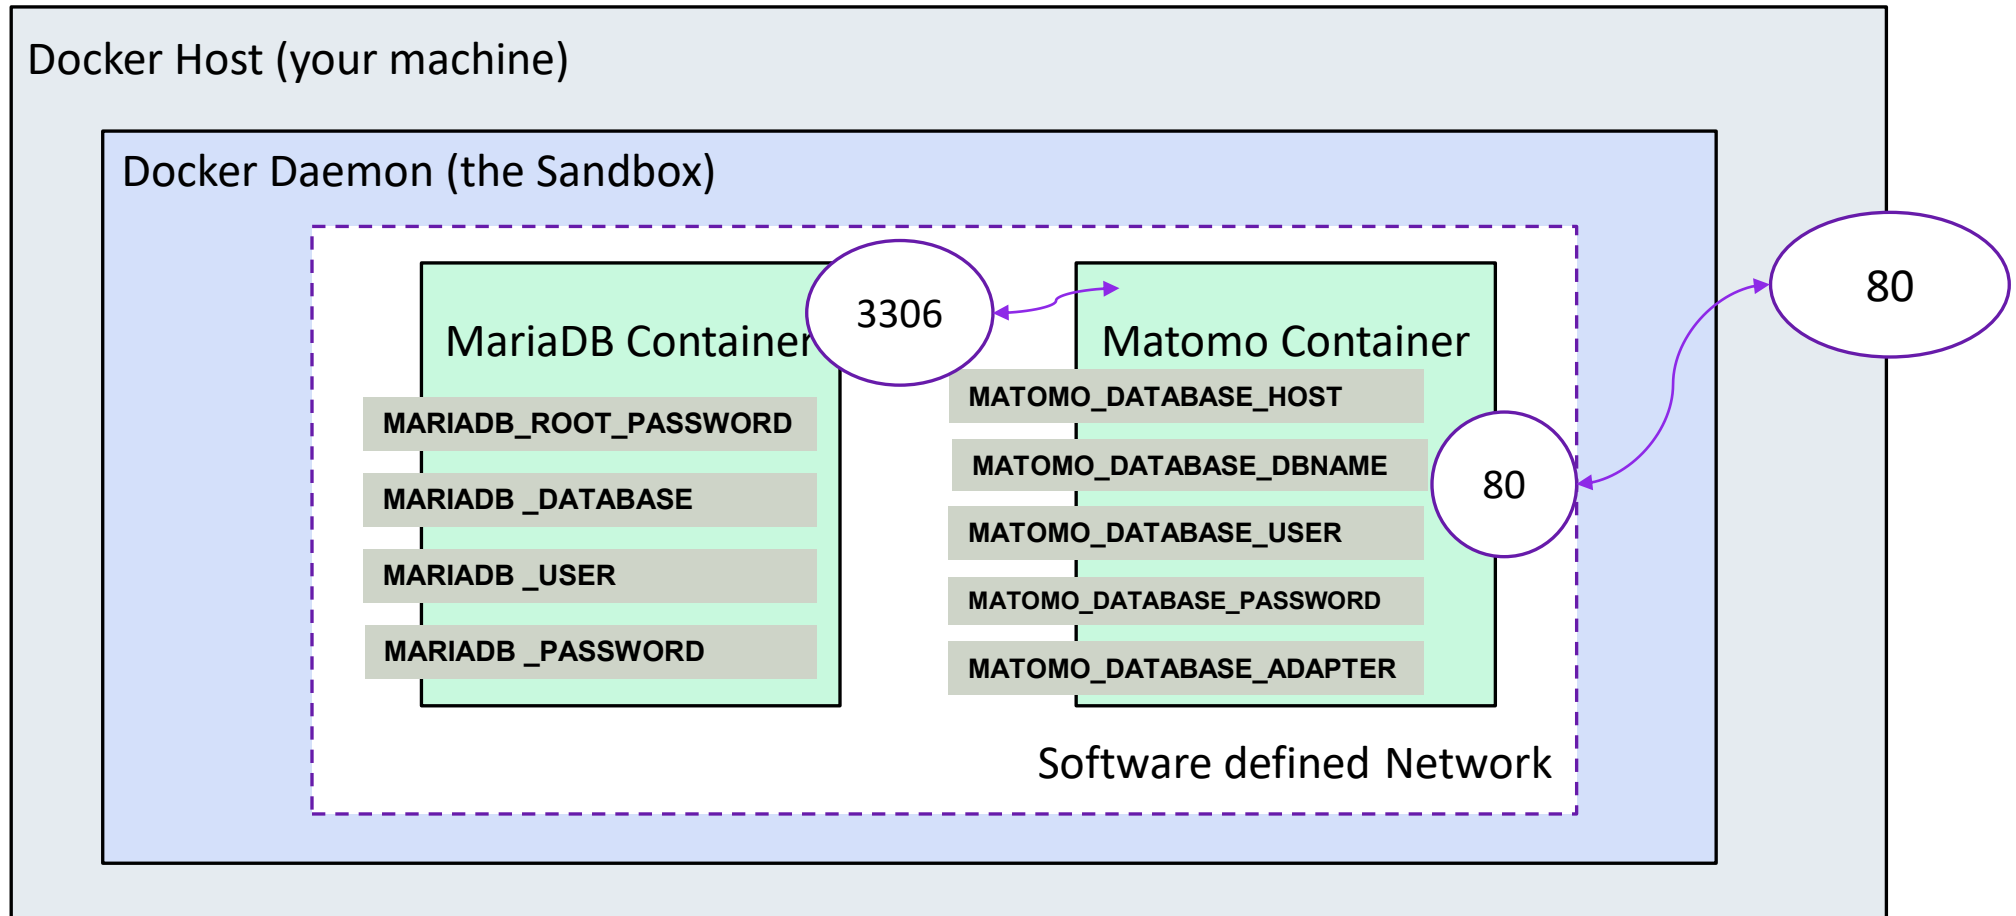 Docker Host (your machine)
Docker Daemon (the Sandbox)
MariaDB Container
3306
MARIADB_ROOT_PASSWORD
MARIADB _DATABASE
MARIADB _USER
MARIADB _PASSWORD
Matomo Container
MATOMO_DATABASE_HOST
MATOMO_DATABASE_DBNAME
MATOMO_DATABASE_USER
MATOMO_DATABASE_PASSWORD
MATOMO_DATABASE_ADAPTER
80
80
Software defined Network